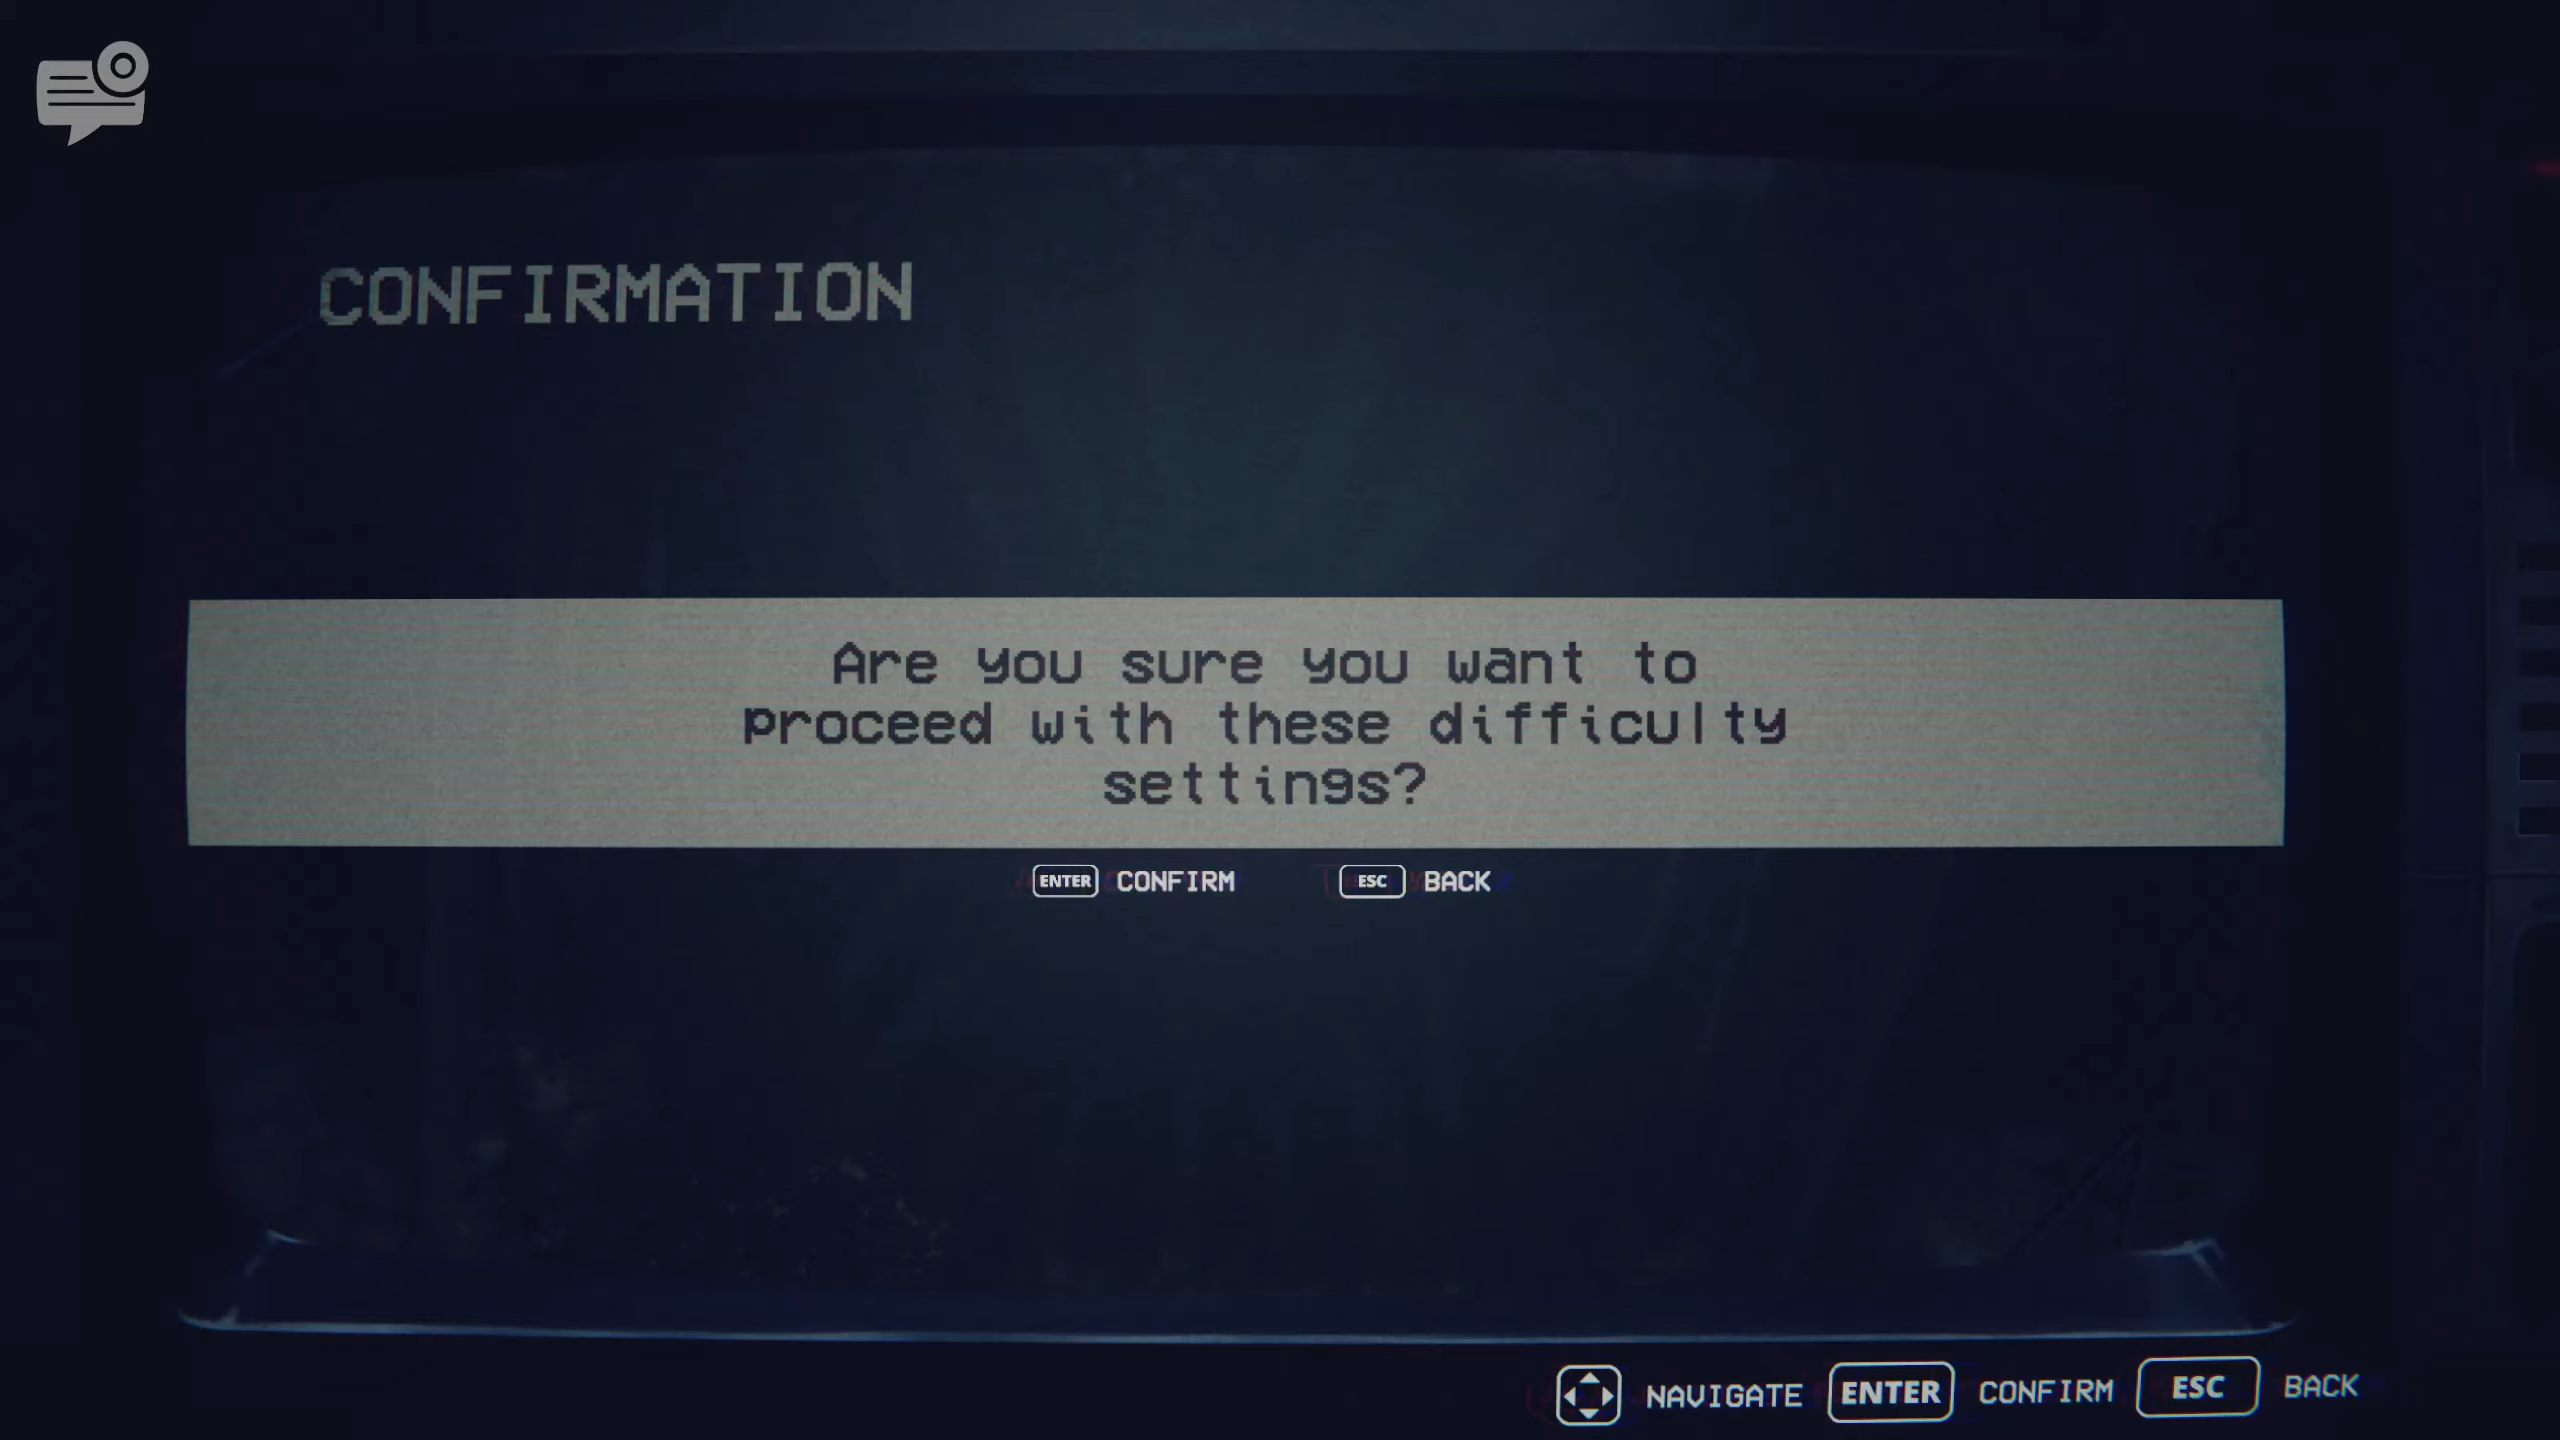 CONFIRMATION
Are you sure you want to
proceed with these difficulty
settings?
ENTER CONFIRM ESC BACK
NAVIGATE ENTER CONFIRM ESC BACK